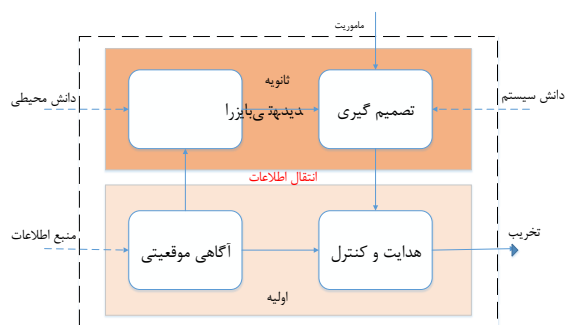 ماموریت
ثانویه
دانش سیستم
تصمیم گیری
دیدهتی‌بایزرا
دانش محیطی
انتقال اطلاعات
منبع اطلاعات
آگاهی موقعیتی
هدایت و کنترل
تخریب
اولیه